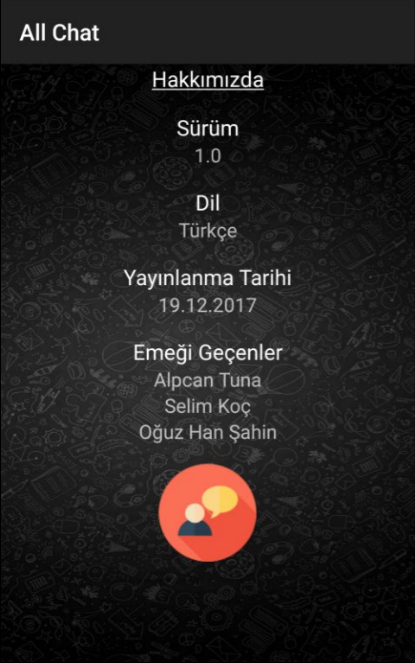 All Chat
Hakkımızda
Sürüm
1.0
Dil
Türkçe
Yayınlanma Tarihi
19.12.2017
Emeği Geçenler
Alpcan Tuna
Selim Koç
Oğuz Han Şahin